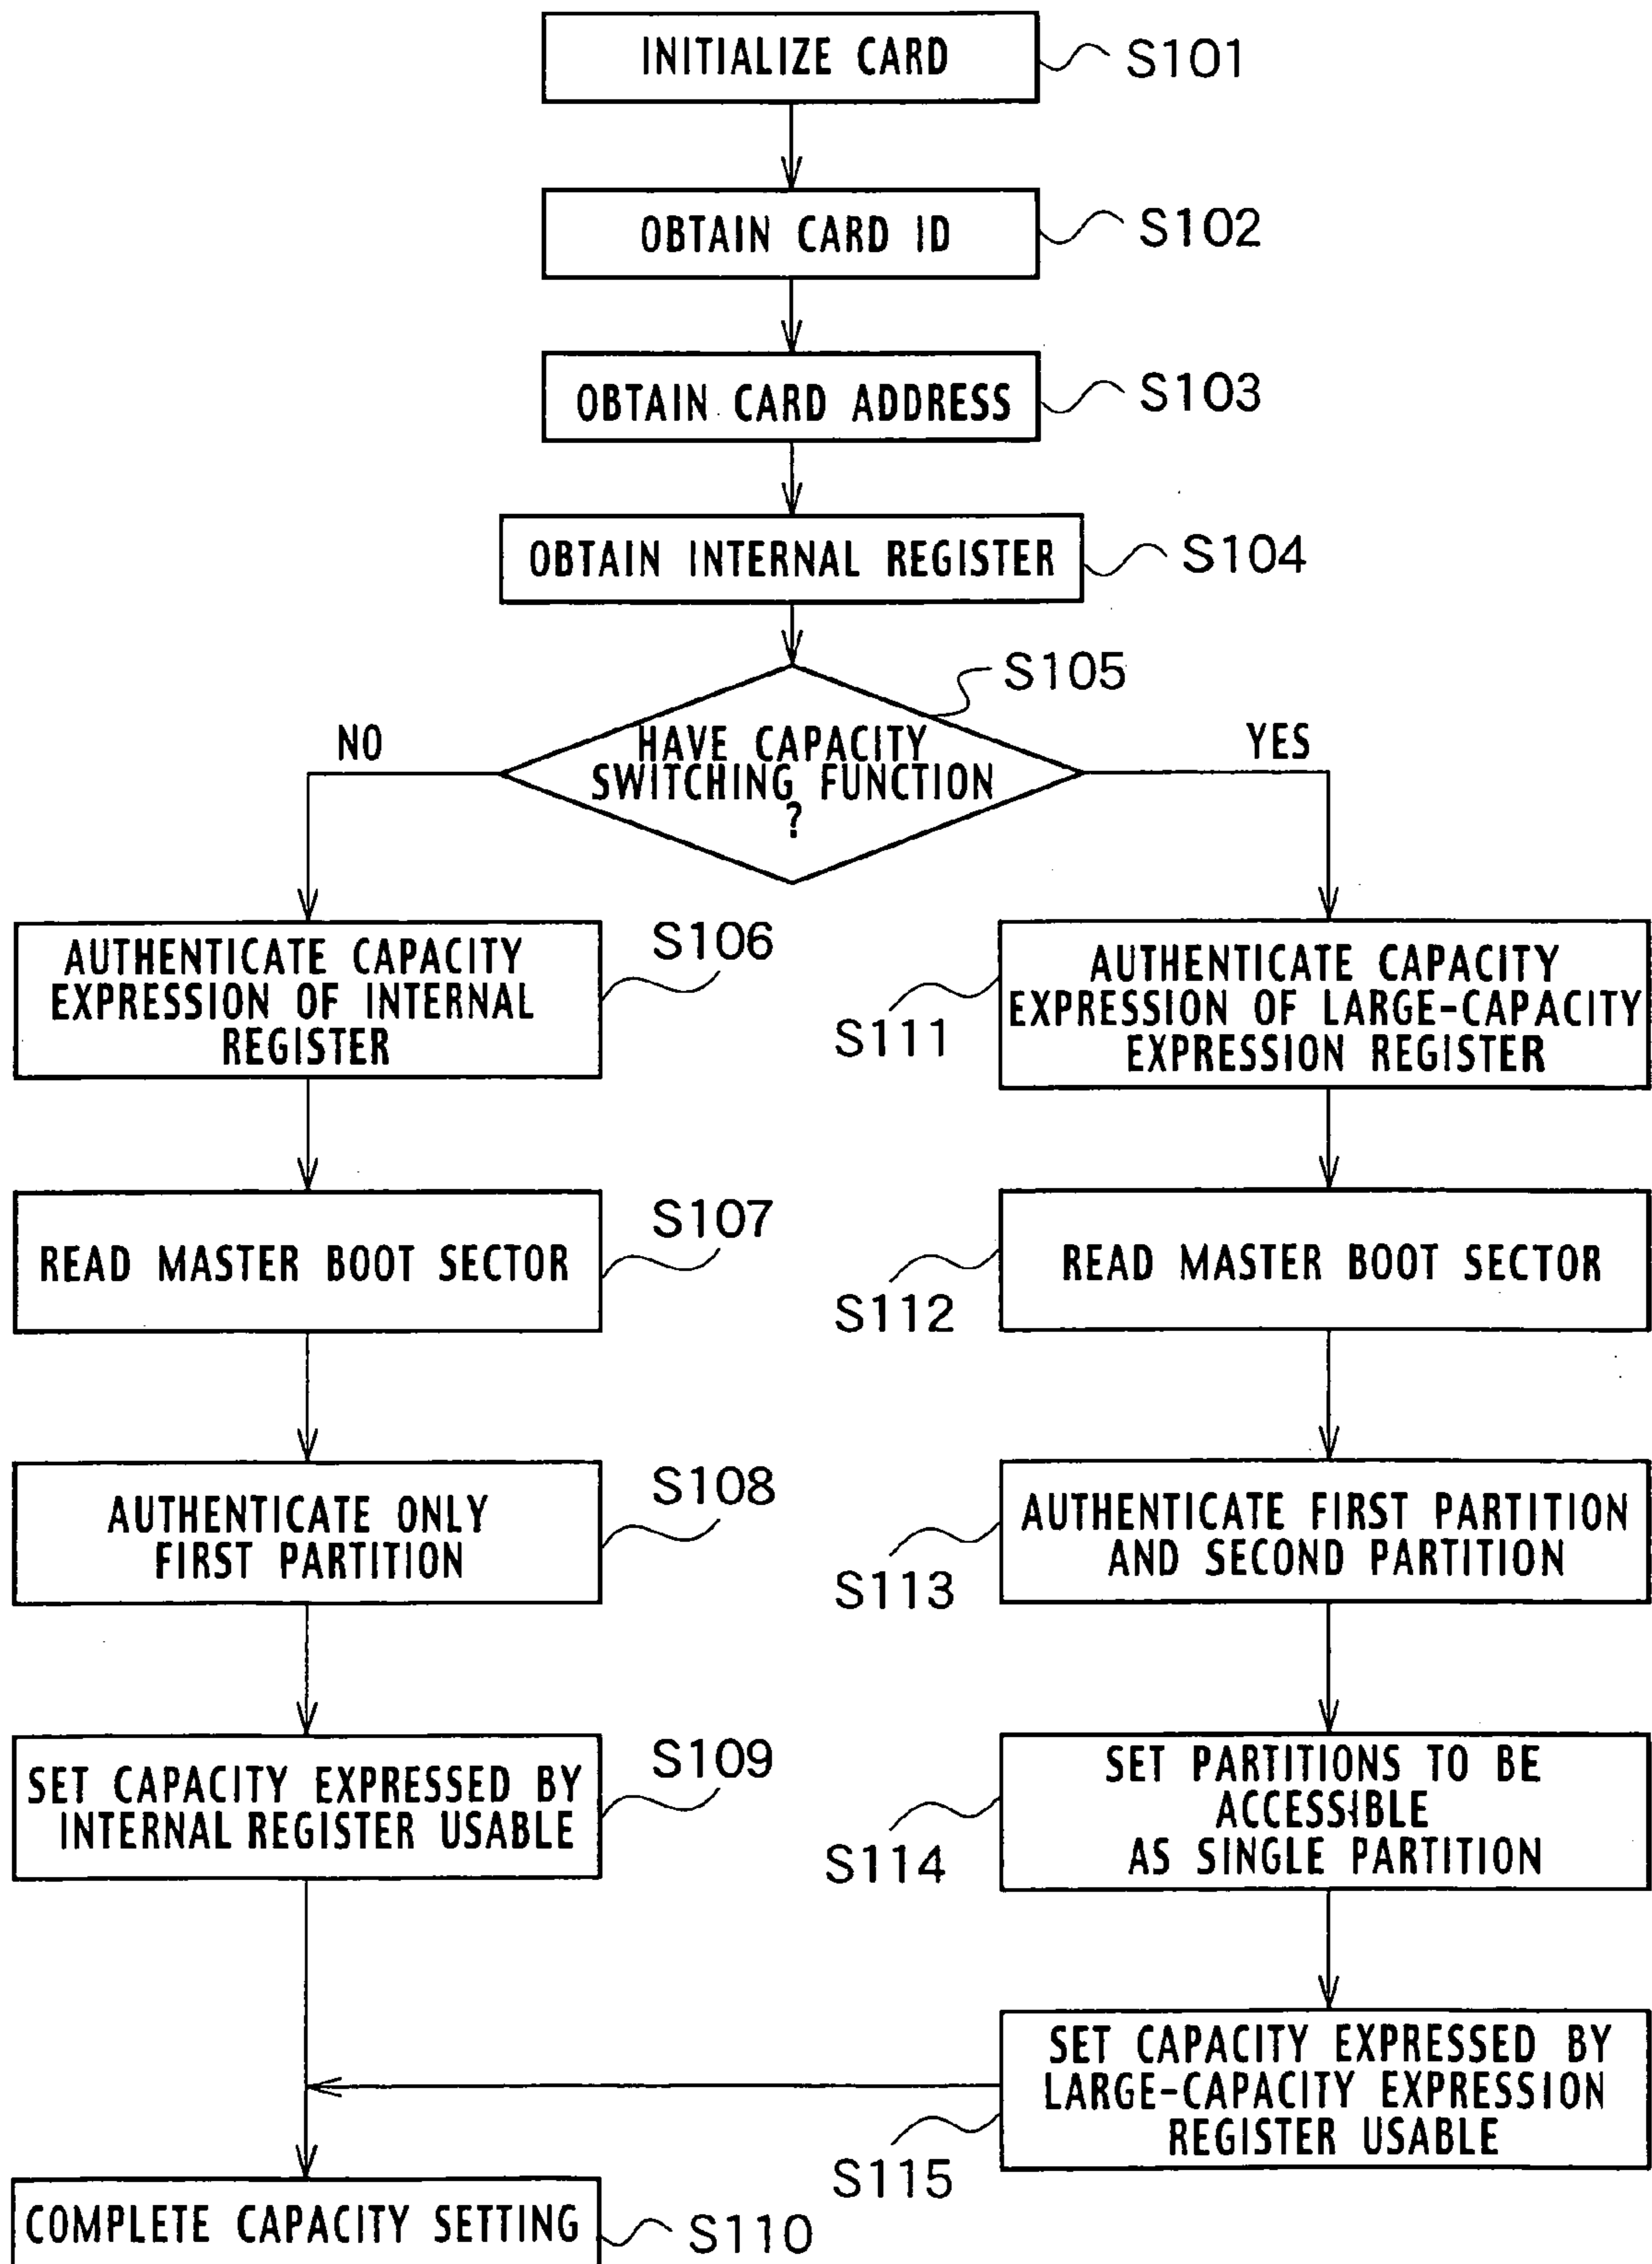 INITIALIZE CARD
S101
OBTAIN CARD ID
S102
OBTAIN CARD ADDRESS
S103
OBTAIN INTERNAL REGISTER
S104
S105
HAVE CAPACITY
SWITCHING FUNCTION
?
NO
YES
AUTHENTICATE CAPACITY
EXPRESSION OF INTERNAL
REGISTER
S106
AUTHENTICATE CAPACITY
EXPRESSION OF LARGE-CAPACITY
EXPRESSION REGISTER
S111
READ MASTER BOOT SECTOR
S107
READ MASTER BOOT SECTOR
S112
AUTHENTICATE ONLY
FIRST PARTITION
S108
AUTHENTICATE FIRST PARTITION
AND SECOND PARTITION
S113
SET CAPACITY EXPRESSED BY
INTERNAL REGISTER USABLE
S109
SET PARTITIONS TO BE
ACCESSIBLE
AS SINGLE PARTITION
S114
SET CAPACITY EXPRESSED BY
LARGE-CAPACITY EXPRESSION
REGISTER USABLE
S115
COMPLETE CAPACITY SETTING
S110